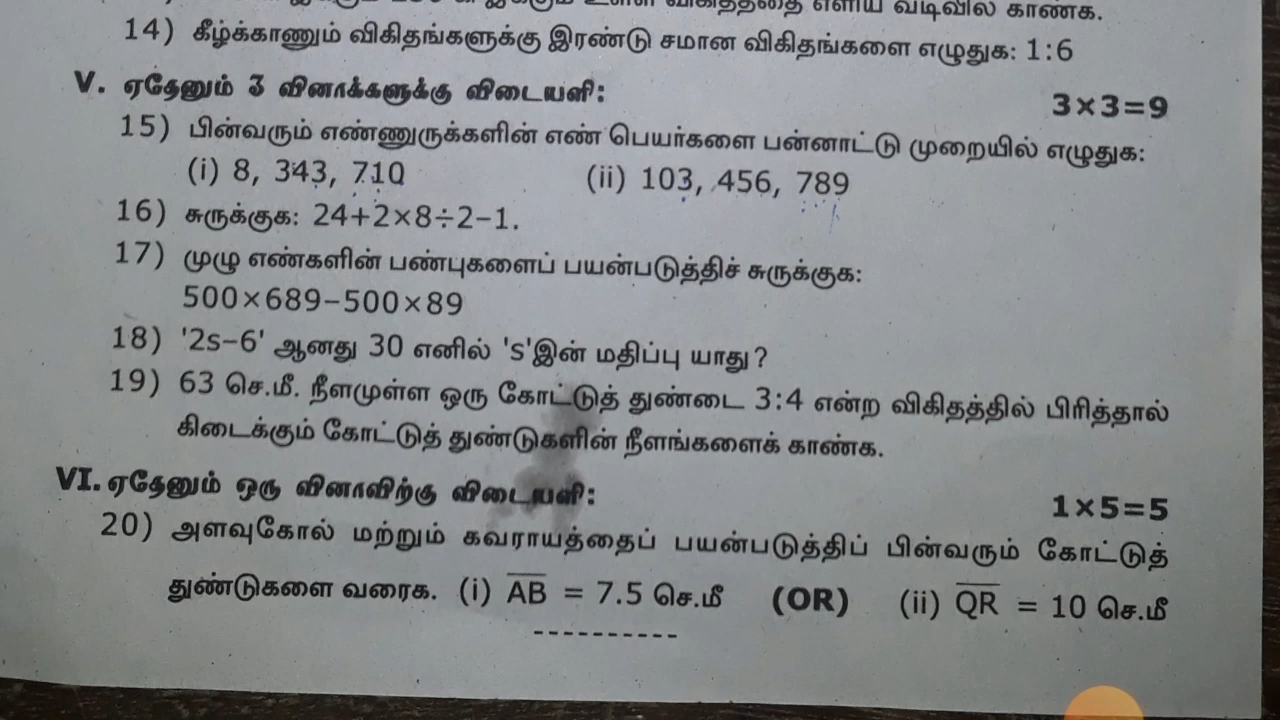 வடிவில் காண்க.
14) கீழ்க்காணும் விகிதங்களுக்கு இரண்டு சமான விகிதங்களை எழுதுக: 1:6
V. ஏதேனும் 3 வினாக்களுக்கு விடையளி: 3×3=9
15) பின்வரும் எண்ணுருக்களின் எண் பெயர்களை பன்னாட்டு முறையில் எழுதுக:
(i) 8, 343, 710 (ii) 103, 456, 789
16) சுருக்குக: 24+2×8÷2−1.
17) முழு எண்களின் பண்புகளைப் பயன்படுத்திச் சுருக்குக:
500×689−500×89
18) '2s−6' ஆனது 30 எனில் 's'இன் மதிப்பு யாது?
19) 63 செ.மீ. நீளமுள்ள ஒரு கோட்டுத் துண்டை 3:4 என்ற விகிதத்தில் பிரித்தால்
கிடைக்கும் கோட்டுத் துண்டுகளின் நீளங்களைக் காண்க.
VI. ஏதேனும் ஒரு வினாவிற்கு விடையளி: 1×5=5
20) அளவுகோல் மற்றும் கவராயத்தைப் பயன்படுத்திப் பின்வரும் கோட்டுத்
துண்டுகளை வரைக. (i) A̅B̅ = 7.5 செ.மீ (OR) (ii) Q̅R̅ = 10 செ.மீ
----------